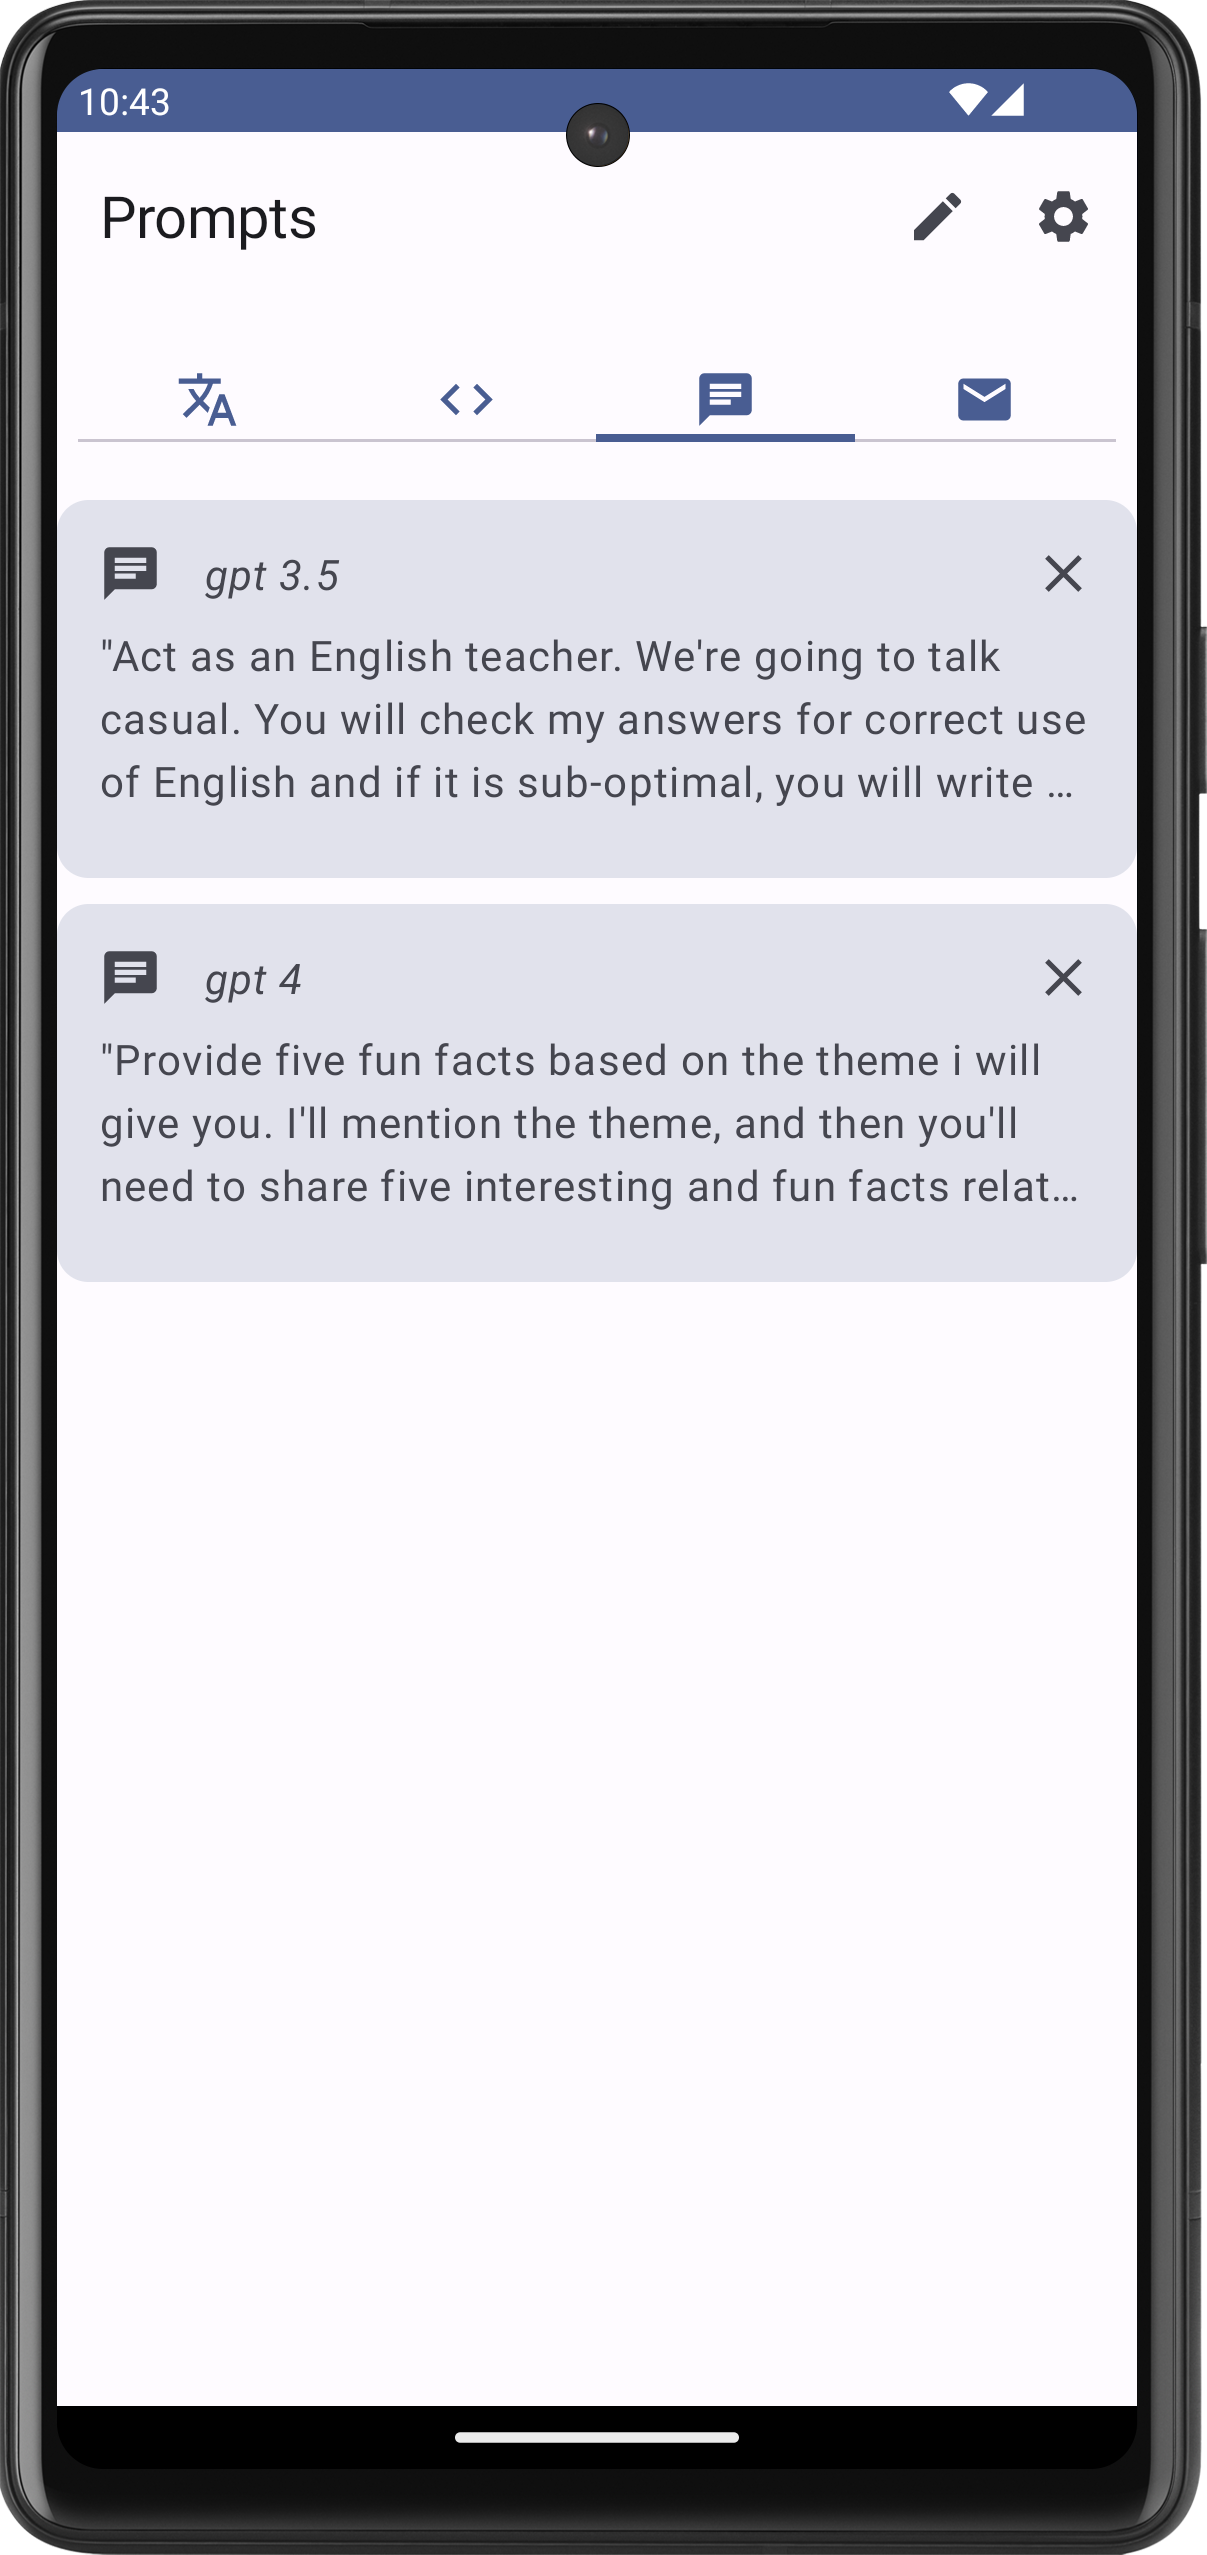 10:43
Prompts
gpt 3.5
"Act as an English teacher. We're going to talk
casual. You will check my answers for correct use
of English and if it is sub-optimal, you will write …
gpt 4
"Provide five fun facts based on the theme i will
give you. I'll mention the theme, and then you'll
need to share five interesting and fun facts relat…